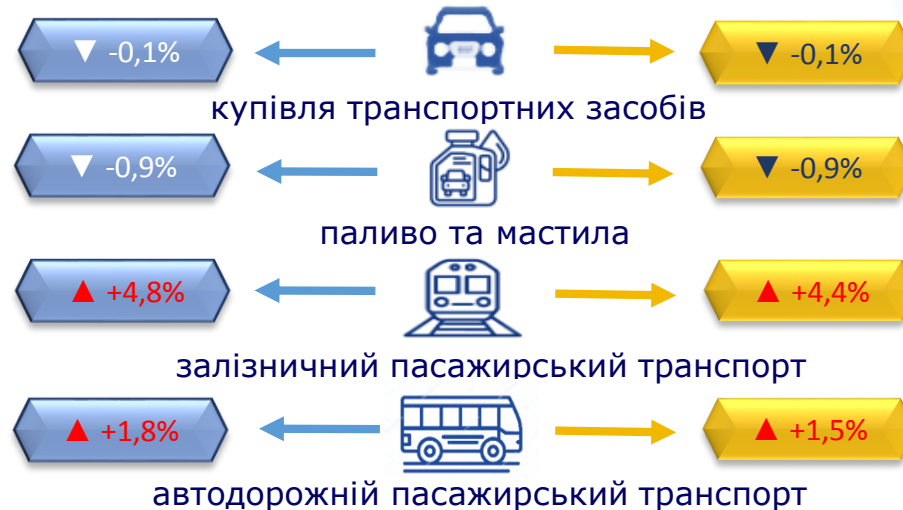 ▼ -0,1% ▼ -0,1%
купівля транспортних засобів
▼ -0,9% ▼ -0,9%
паливо та мастила
▲ +4,8% ▲ +4,4%
залізничний пасажирський транспорт
▲ +1,8% ▲ +1,5%
автодорожній пасажирський транспорт